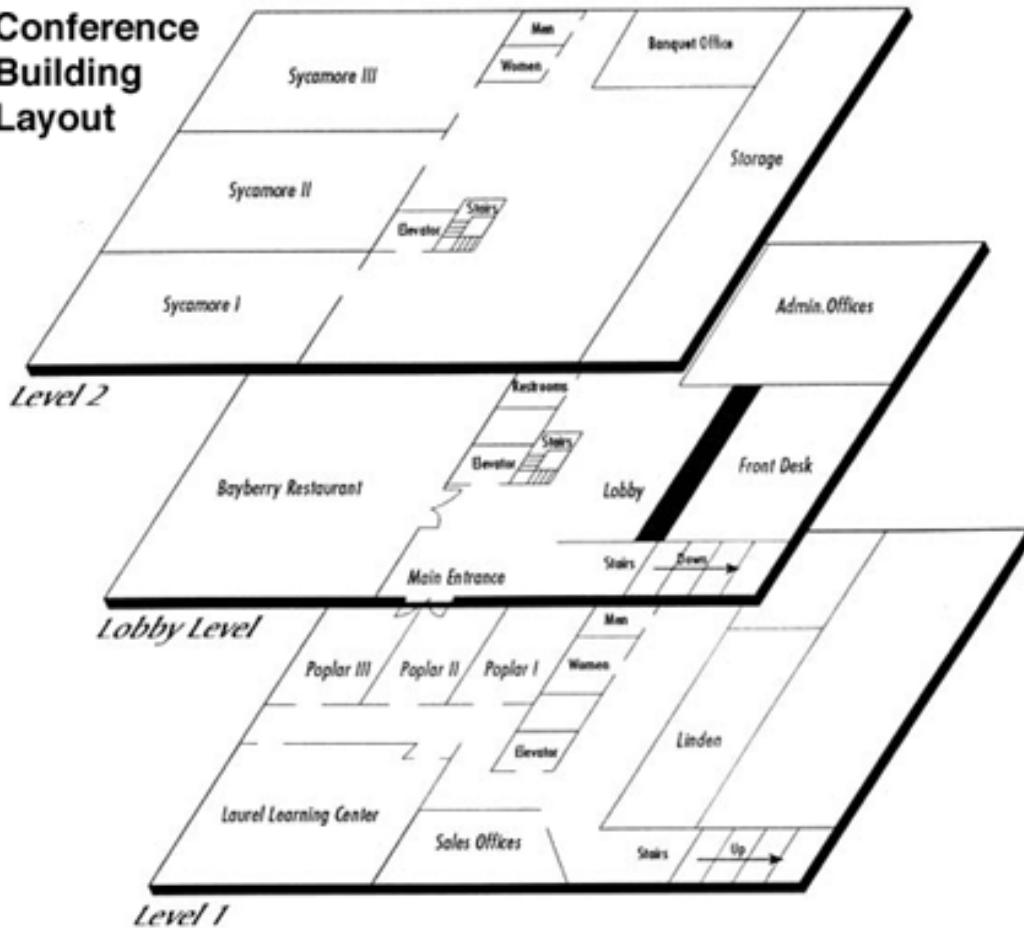 Conference
Building
Layout
Men
Women
Banquet Office
Sycamore III
Storage
Sycamore II
Stairs
Elevator
Sycamore I
Level 2
Admin. Offices
Restrooms
Stairs
Elevator
Front Desk
Bayberry Restaurant
Lobby
Stairs
Down
Main Entrance
Lobby Level
Men
Poplar III
Poplar II
Poplar I
Women
Linden
Elevator
Laurel Learning Center
Sales Offices
Stairs
Up
Level 1